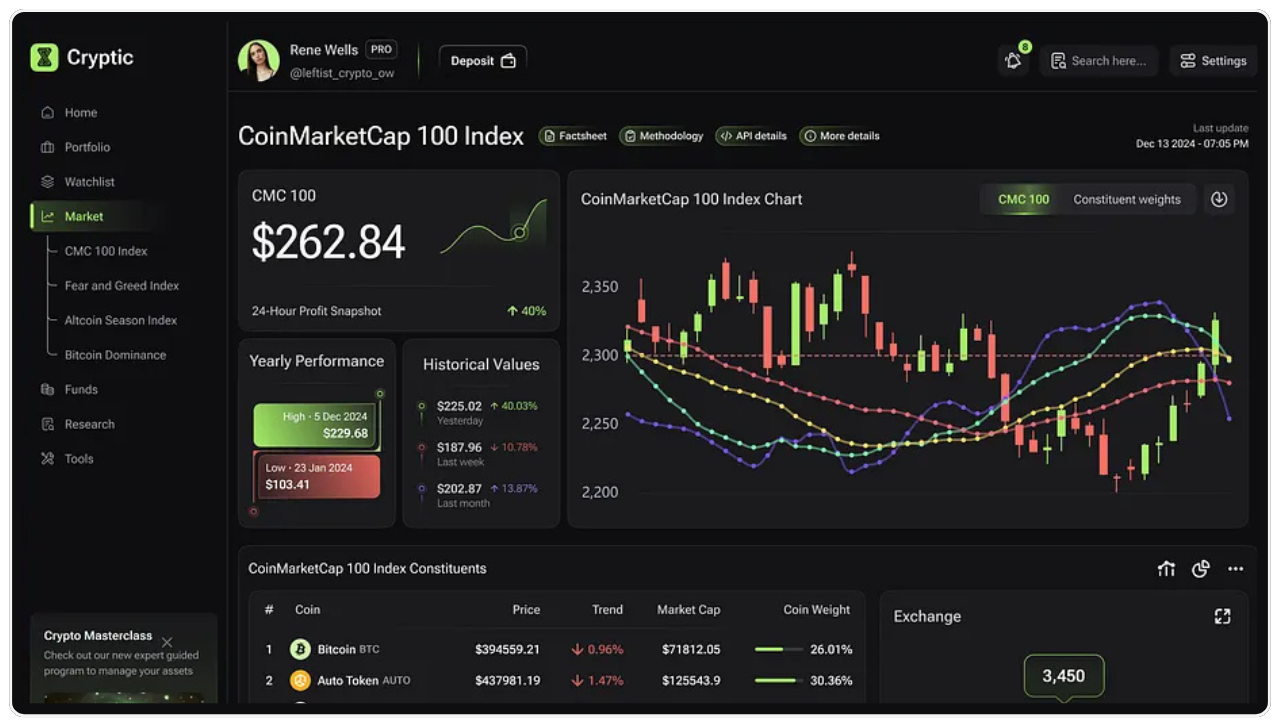 Cryptic
Rene Wells PRO
@leftist_crypto_ow
Deposit
8
Search here...
Settings
Home
Portfolio
Watchlist
Market
CMC 100 Index
Fear and Greed Index
Altcoin Season Index
Bitcoin Dominance
Funds
Research
Tools
Crypto Masterclass
Check out our new expert guided
program to manage your assets
CoinMarketCap 100 Index
Factsheet
Methodology
API details
More details
Last update
Dec 13 2024 - 07:05 PM
CMC 100
$262.84
24-Hour Profit Snapshot
40%
Yearly Performance
High · 5 Dec 2024
$229.68
Low · 23 Jan 2024
$103.41
Historical Values
$225.02 40.03%
Yesterday
$187.96 10.78%
Last week
$202.87 13.87%
Last month
CoinMarketCap 100 Index Chart
CMC 100
Constituent weights
2,350
2,300
2,250
2,200
CoinMarketCap 100 Index Constituents
# Coin Price Trend Market Cap Coin Weight
1 Bitcoin BTC $394559.21 0.96% $71812.05 26.01%
2 Auto Token AUTO $437981.19 1.47% $125543.9 30.36%
Exchange
3,450